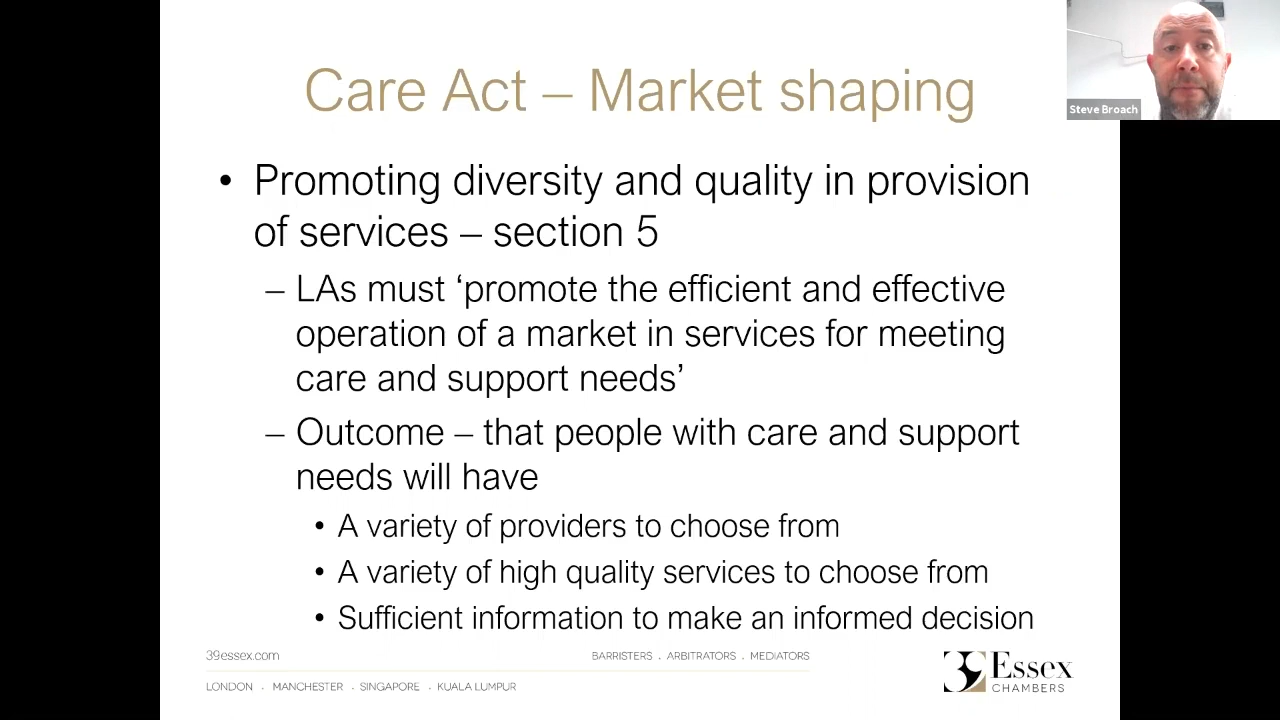 Care Act – Market shaping
Steve Broach
• Promoting diversity and quality in provision
of services – section 5
– LAs must ‘promote the efficient and effective
operation of a market in services for meeting
care and support needs’
– Outcome – that people with care and support
needs will have
• A variety of providers to choose from
• A variety of high quality services to choose from
• Sufficient information to make an informed decision
39essex.com
BARRISTERS . ARBITRATORS . MEDIATORS
LONDON . MANCHESTER . SINGAPORE . KUALA LUMPUR
39 Essex
CHAMBERS